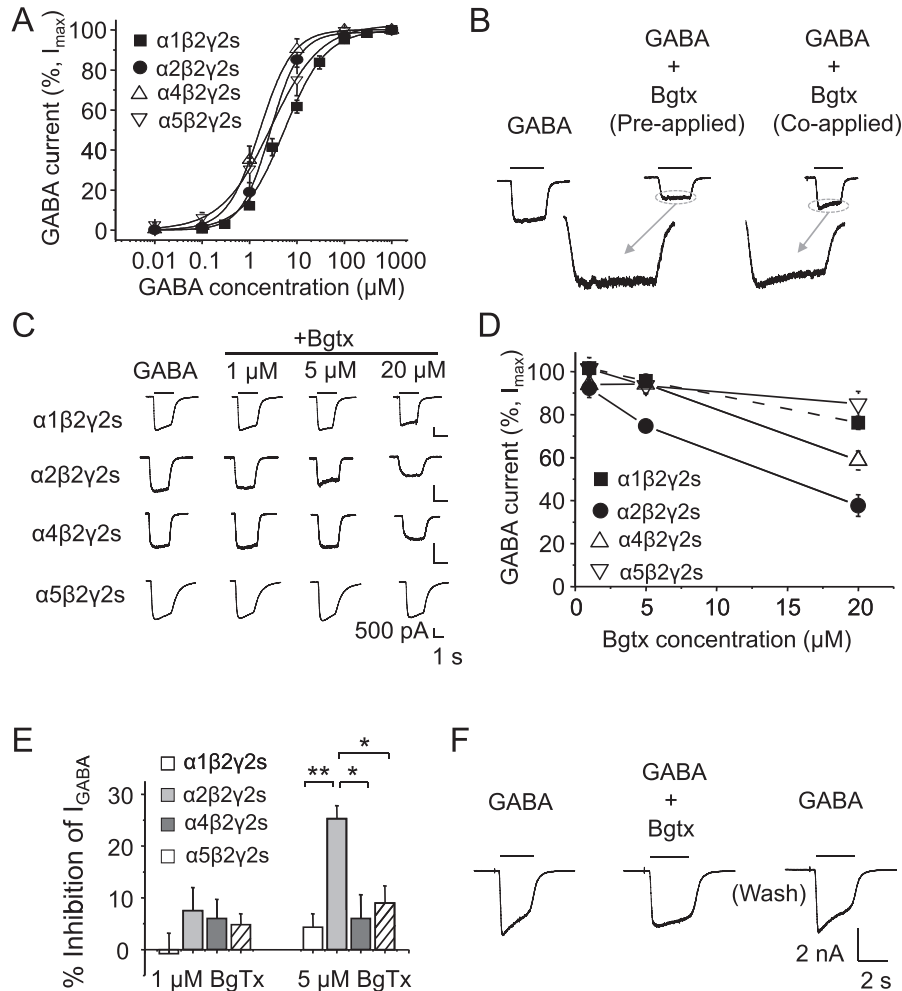 A
GABA current (%, Imax)
100
80
60
40
20
0
α1β2γ2s
α2β2γ2s
α4β2γ2s
α5β2γ2s
0.01 0.1 1 10 100 1000
GABA concentration (µM)
B
GABA
GABA
+
Bgtx
(Pre-applied)
GABA
+
Bgtx
(Co-applied)
C
+Bgtx
GABA 1 µM 5 µM 20 µM
α1β2γ2s
α2β2γ2s
α4β2γ2s
α5β2γ2s
500 pA
1 s
D
GABA current (%, Imax)
100
80
60
40
20
0
α1β2γ2s
α2β2γ2s
α4β2γ2s
α5β2γ2s
0 5 10 15 20
Bgtx concentration (µM)
E
% Inhibition of IGABA
30
20
10
0
α1β2γ2s
α2β2γ2s
α4β2γ2s
α5β2γ2s
*
** *
1 µM BgTx 5 µM BgTx
F
GABA
GABA
+
Bgtx
(Wash)
GABA
2 nA
2 s